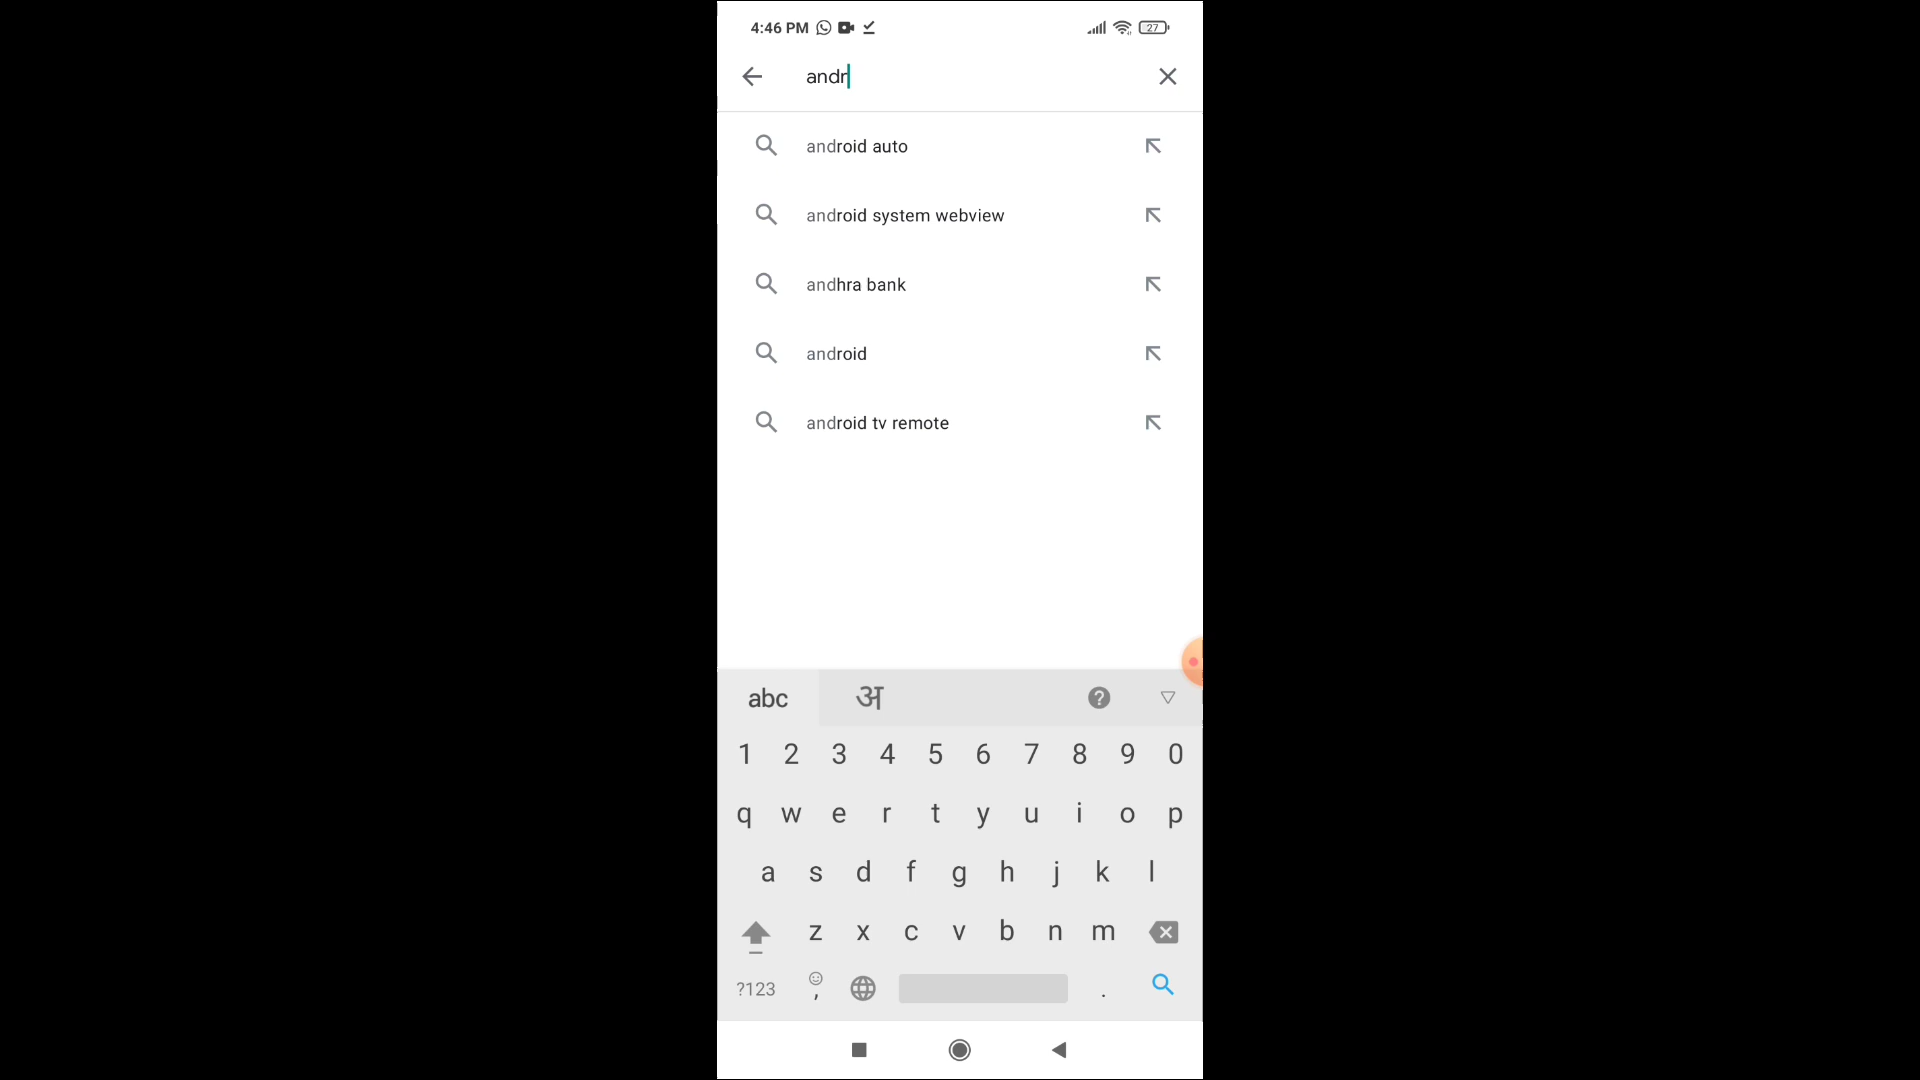 4:46 PM 27
andr
android auto
android system webview
andhra bank
android
android tv remote
abc अ ?
1 2 3 4 5 6 7 8 9 0
q w e r t y u i o p
a s d f g h j k l
z x c v b n m
?123 , .